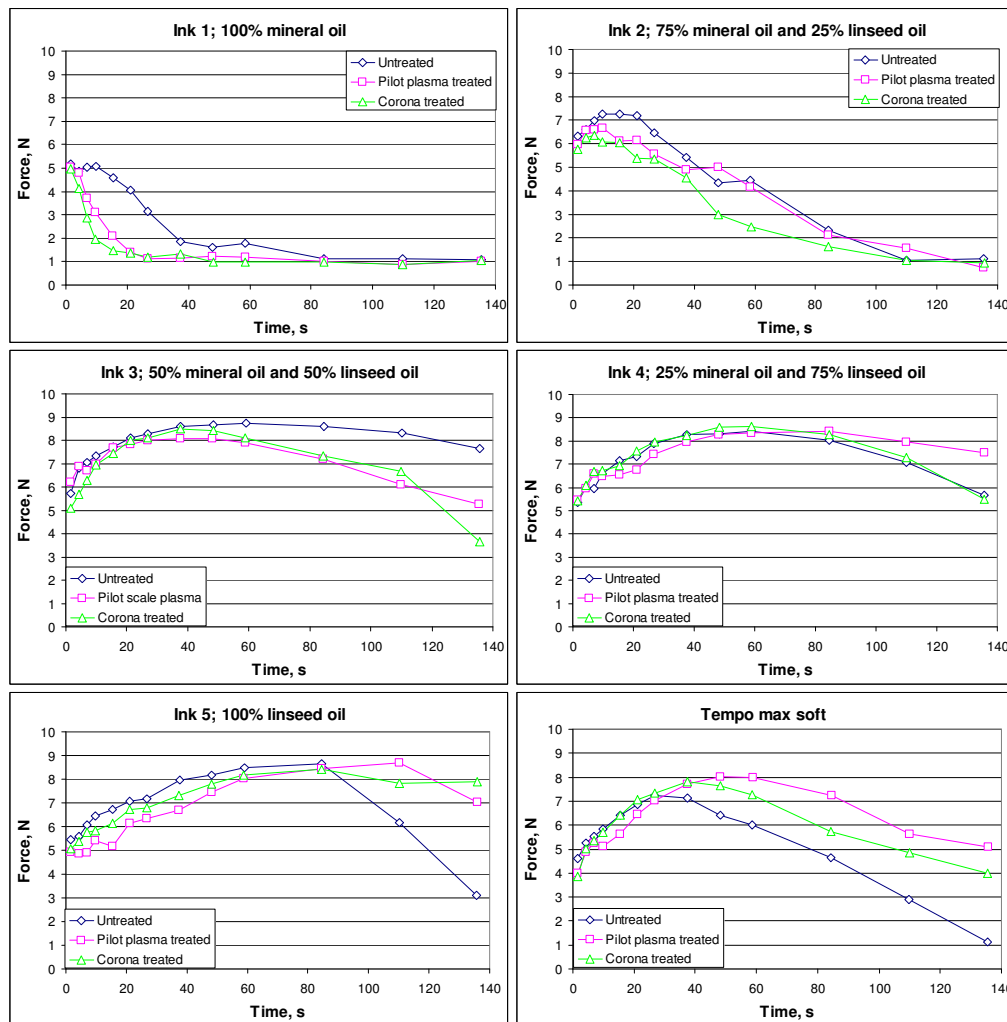 Ink 1; 100% mineral oil
10
9
8
7
6
5
4
3
2
1
0
Force, N
Untreated
Pilot plasma treated
Corona treated
0 20 40 60 80 100 120 140
Time, s
Ink 2; 75% mineral oil and 25% linseed oil
10
9
8
7
6
5
4
3
2
1
0
Force, N
Untreated
Pilot plasma treated
Corona treated
0 20 40 60 80 100 120 140
Time, s
Ink 3; 50% mineral oil and 50% linseed oil
10
9
8
7
6
5
4
3
2
1
0
Force, N
Untreated
Pilot scale plasma
Corona treated
0 20 40 60 80 100 120 140
Time, s
Ink 4; 25% mineral oil and 75% linseed oil
10
9
8
7
6
5
4
3
2
1
0
Force, N
Untreated
Pilot plasma treated
Corona treated
0 20 40 60 80 100 120 140
Time, s
Ink 5; 100% linseed oil
10
9
8
7
6
5
4
3
2
1
0
Force, N
Untreated
Pilot plasma treated
Corona treated
0 20 40 60 80 100 120 140
Time, s
Tempo max soft
10
9
8
7
6
5
4
3
2
1
0
Force, N
Untreated
Pilot plasma treated
Corona treated
0 20 40 60 80 100 120 140
Time, s